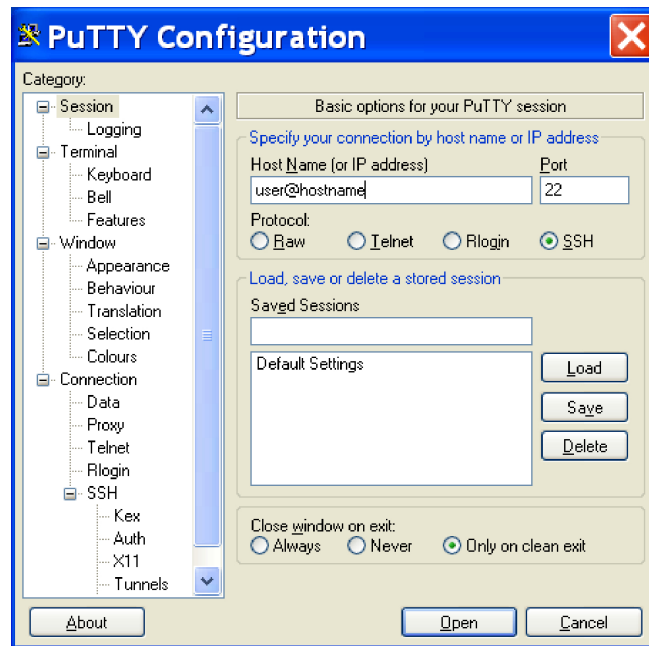 PuTTY Configuration
Category:
Session
Logging
Terminal
Keyboard
Bell
Features
Window
Appearance
Behaviour
Translation
Selection
Colours
Connection
Data
Proxy
Telnet
Rlogin
SSH
Kex
Auth
X11
Tunnels
Basic options for your PuTTY session
Specify your connection by host name or IP address
Host Name (or IP address) Port
user@hostname 22
Protocol:
Raw Telnet Rlogin SSH
Load, save or delete a stored session
Saved Sessions
Default Settings
Load
Save
Delete
Close window on exit:
Always Never Only on clean exit
About Open Cancel